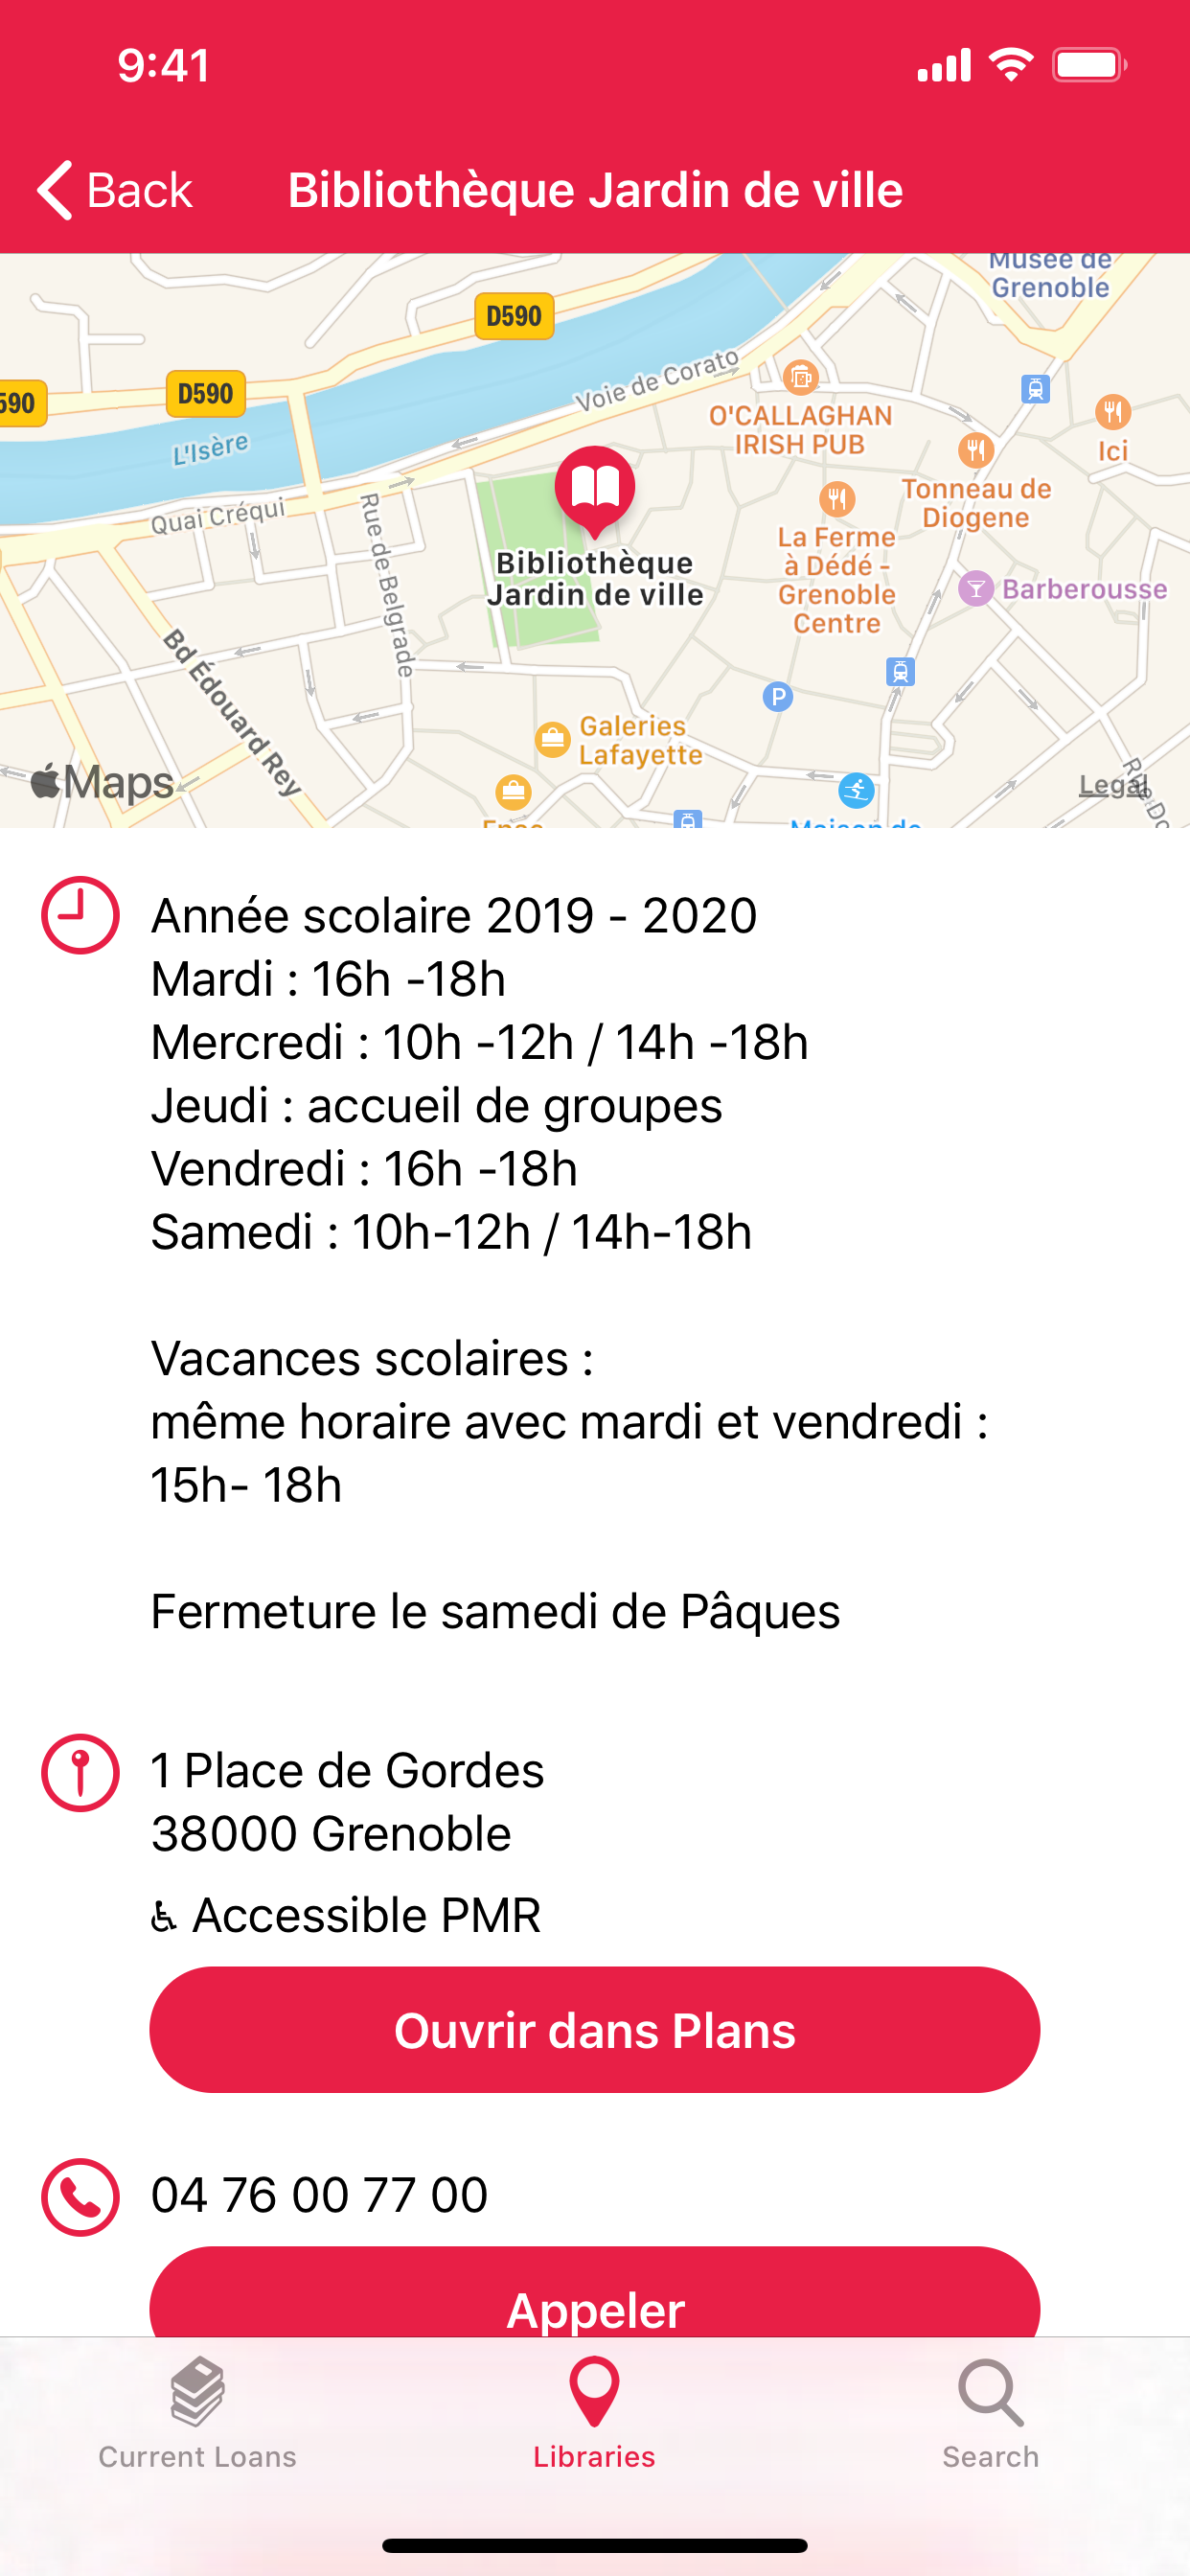 9:41
Back
Bibliothèque Jardin de ville
Musée de
Grenoble
D590
D590
590
L'Isère
Voie de Corato
O'CALLAGHAN
IRISH PUB
Ici
Tonneau de
Diogene
Quai Créqui
Rue de Belgrade
La Ferme
à Dédé -
Grenoble
Centre
Bibliothèque
Jardin de ville
Barberousse
Bd Édouard Rey
P
Galeries
Lafayette
Maps
Legal
Fnac
Maison de
Année scolaire 2019 - 2020
Mardi : 16h -18h
Mercredi : 10h -12h / 14h -18h
Jeudi : accueil de groupes
Vendredi : 16h -18h
Samedi : 10h-12h / 14h-18h
Vacances scolaires :
même horaire avec mardi et vendredi :
15h- 18h
Fermeture le samedi de Pâques
1 Place de Gordes
38000 Grenoble
♿ Accessible PMR
Ouvrir dans Plans
04 76 00 77 00
Appeler
Current Loans
Libraries
Search